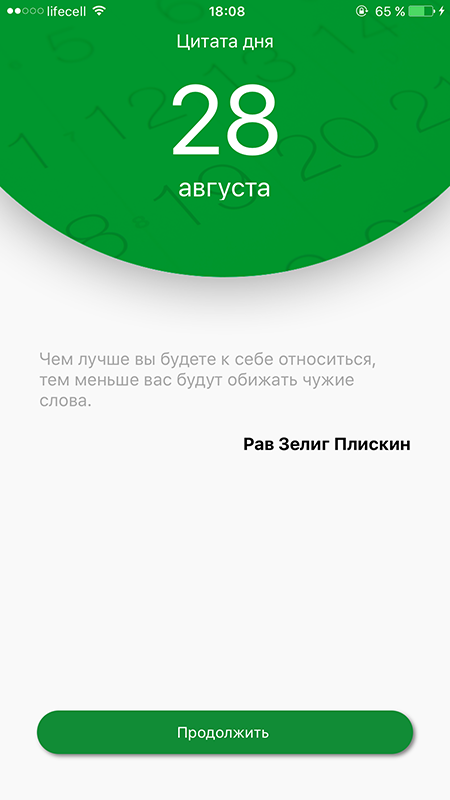 lifecell 18:08 65 %
Цитата дня
28
августа
Чем лучше вы будете к себе относиться,
тем меньше вас будут обижать чужие
слова.
Рав Зелиг Плискин
Продолжить